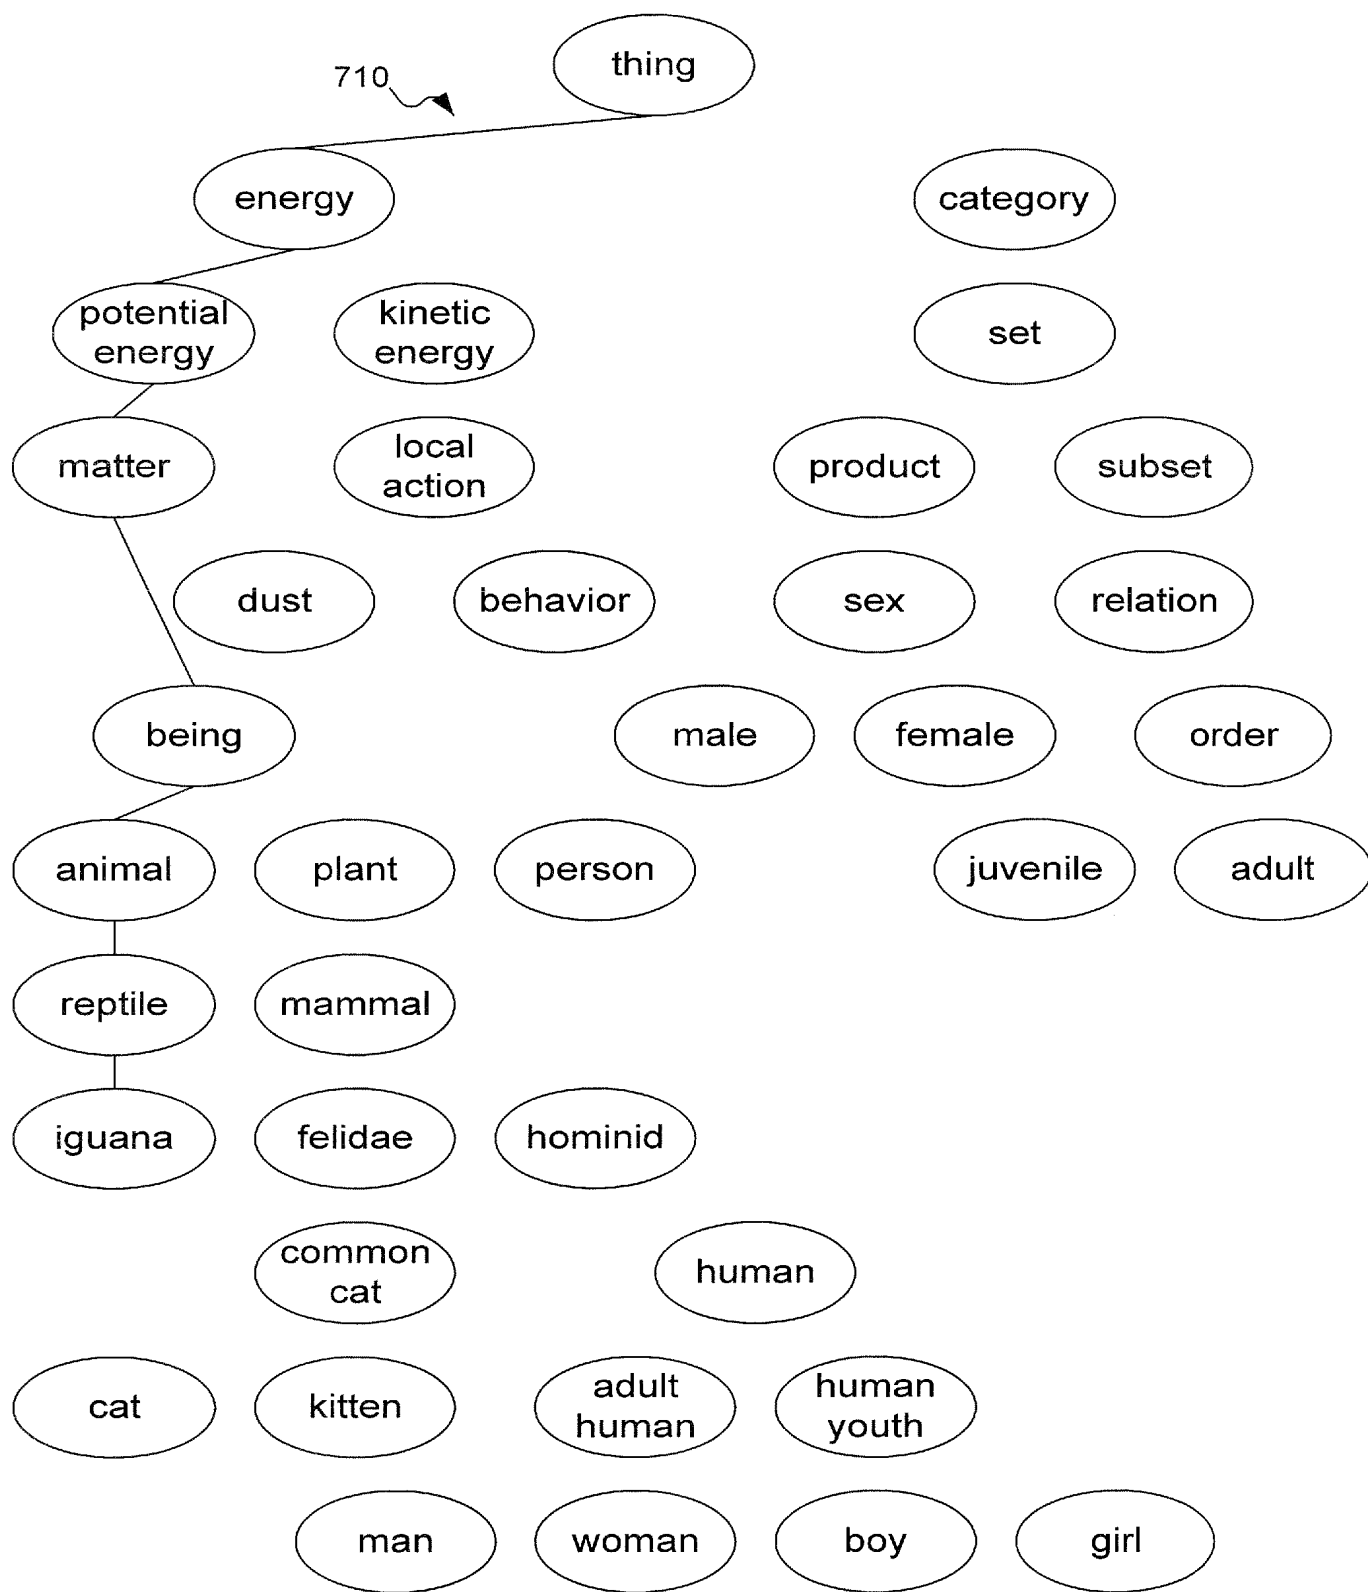 thing
710
energy
category
potential
energy
kinetic
energy
set
matter
local
action
product
subset
dust
behavior
sex
relation
being
male
female
order
animal
plant
person
juvenile
adult
reptile
mammal
iguana
felidae
hominid
common
cat
human
cat
kitten
adult
human
human
youth
man
woman
boy
girl